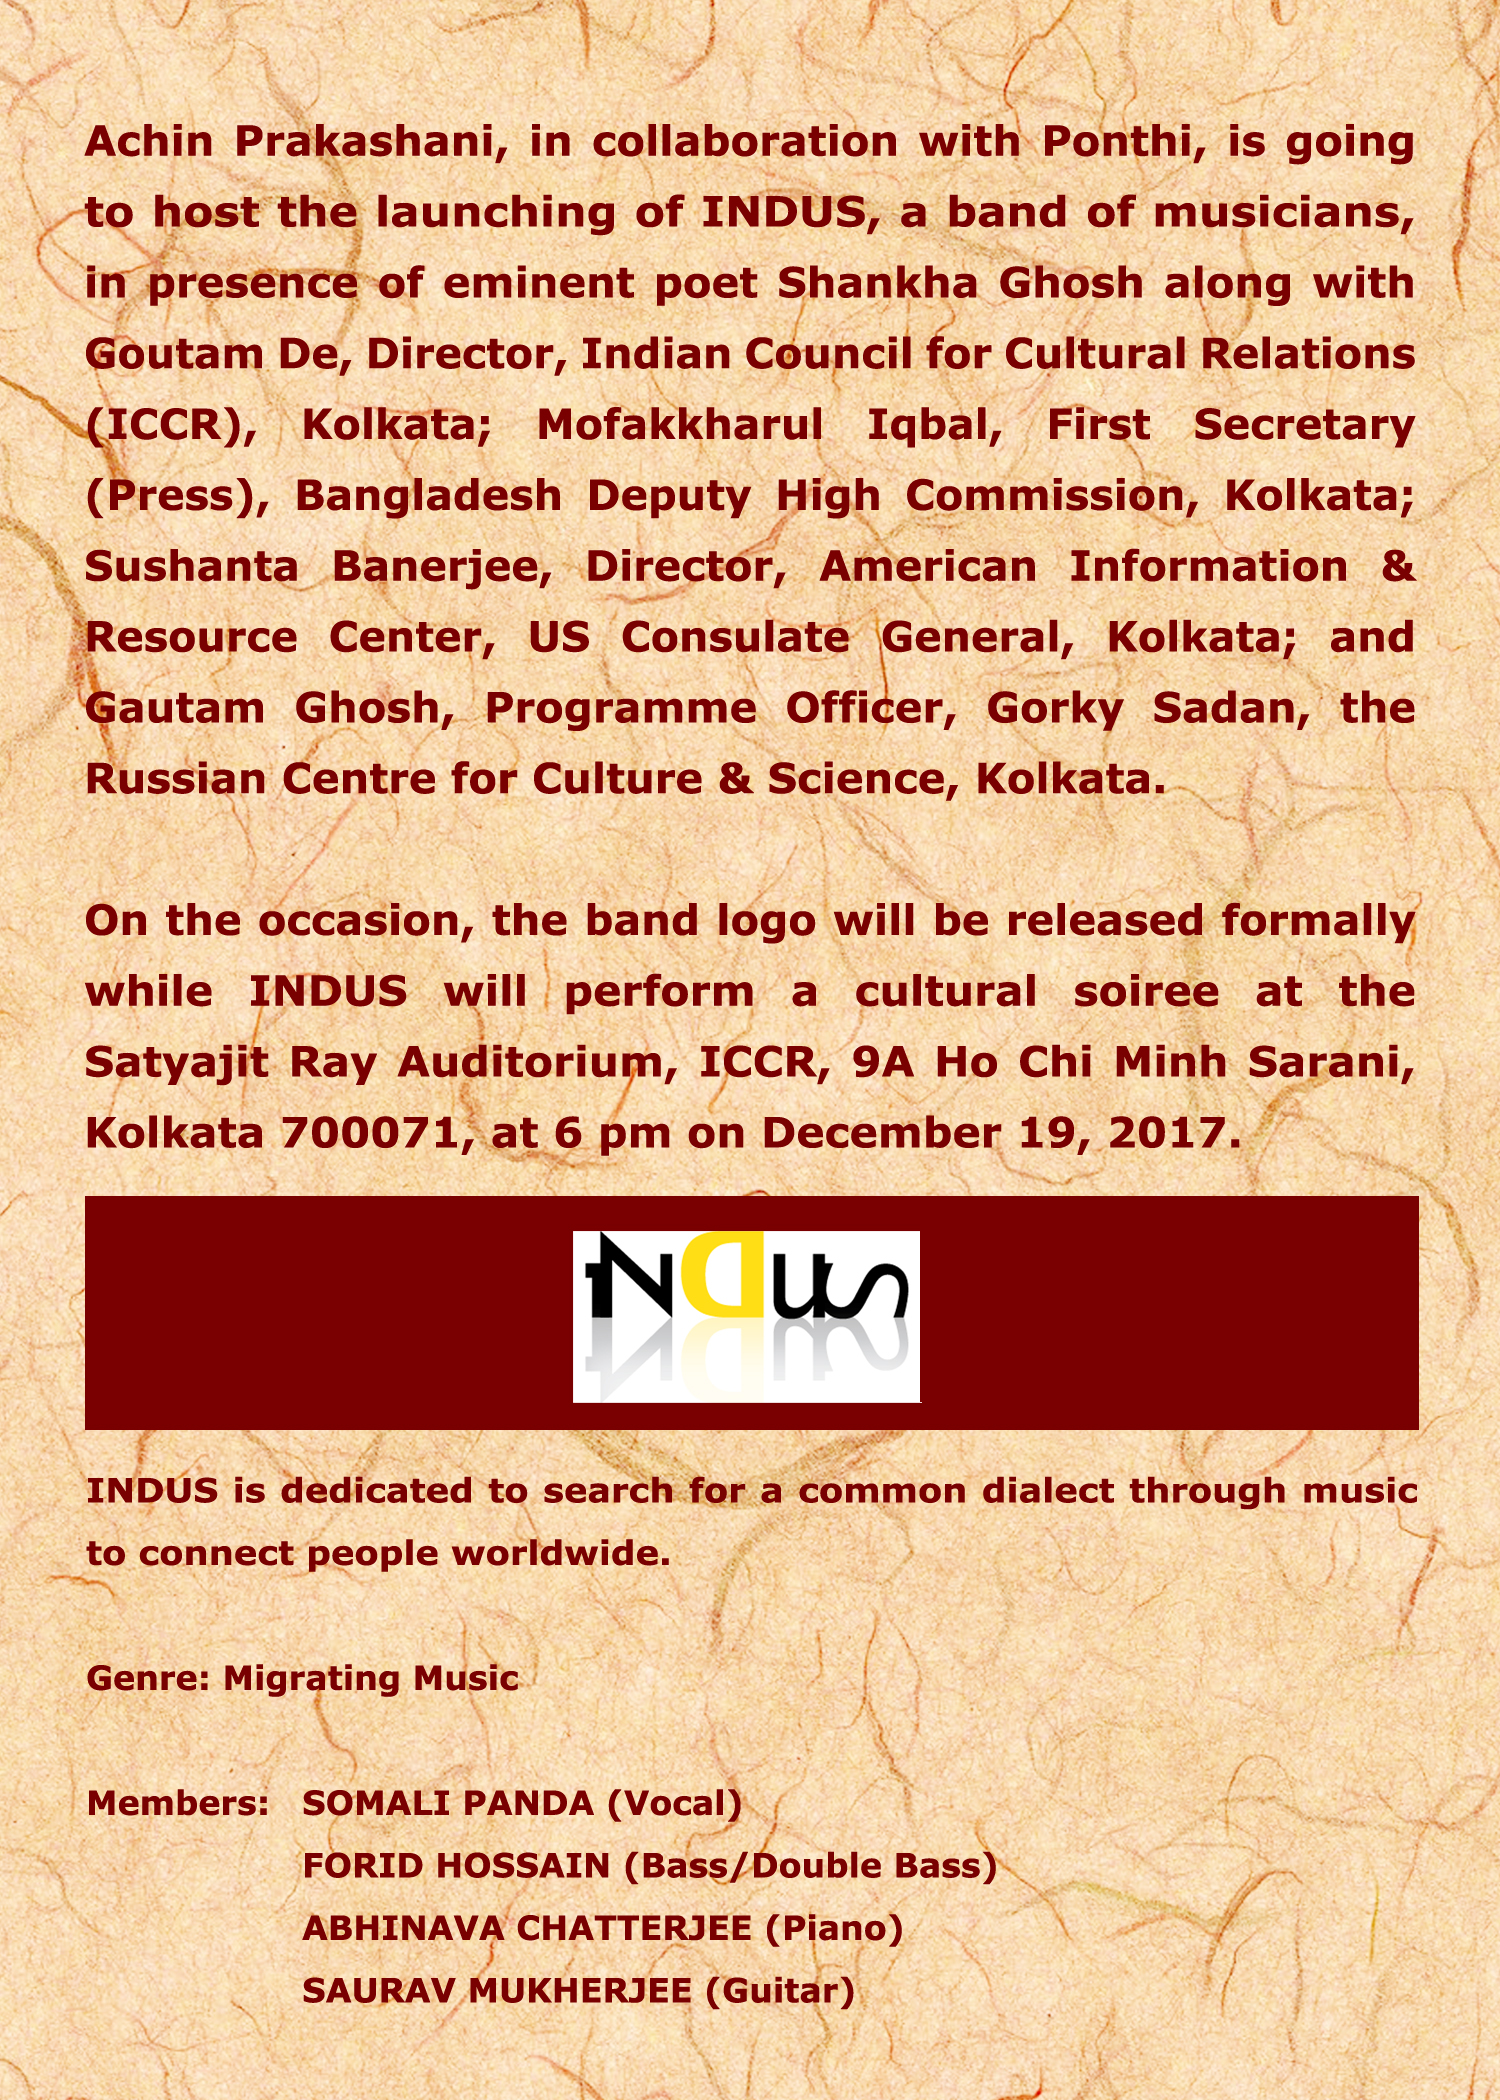 Achin Prakashani, in collaboration with Ponthi, is going
to host the launching of INDUS, a band of musicians,
in presence of eminent poet Shankha Ghosh along with
Goutam De, Director, Indian Council for Cultural Relations
(ICCR), Kolkata; Mofakkharul Iqbal, First Secretary
(Press), Bangladesh Deputy High Commission, Kolkata;
Sushanta Banerjee, Director, American Information &
Resource Center, US Consulate General, Kolkata; and
Gautam Ghosh, Programme Officer, Gorky Sadan, the
Russian Centre for Culture & Science, Kolkata.
On the occasion, the band logo will be released formally
while INDUS will perform a cultural soiree at the
Satyajit Ray Auditorium, ICCR, 9A Ho Chi Minh Sarani,
Kolkata 700071, at 6 pm on December 19, 2017.
INDUS
INDUS is dedicated to search for a common dialect through music
to connect people worldwide.
Genre: Migrating Music
Members: SOMALI PANDA (Vocal)
FORID HOSSAIN (Bass/Double Bass)
ABHINAVA CHATTERJEE (Piano)
SAURAV MUKHERJEE (Guitar)